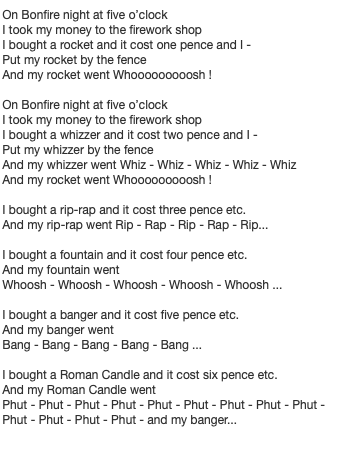 On Bonfire night at five o'clock
I took my money to the firework shop
I bought a rocket and it cost one pence and I -
Put my rocket by the fence
And my rocket went Whooooooooosh !
On Bonfire night at five o'clock
I took my money to the firework shop
I bought a whizzer and it cost two pence and I -
Put my whizzer by the fence
And my whizzer went Whiz - Whiz - Whiz - Whiz - Whiz
And my rocket went Whooooooooosh !
I bought a rip-rap and it cost three pence etc.
And my rip-rap went Rip - Rap - Rip - Rap - Rip...
I bought a fountain and it cost four pence etc.
And my fountain went
Whoosh - Whoosh - Whoosh - Whoosh - Whoosh ...
I bought a banger and it cost five pence etc.
And my banger went
Bang - Bang - Bang - Bang - Bang ...
I bought a Roman Candle and it cost six pence etc.
And my Roman Candle went
Phut - Phut - Phut - Phut - Phut - Phut - Phut - Phut - Phut -
Phut - Phut - Phut - Phut - and my banger...